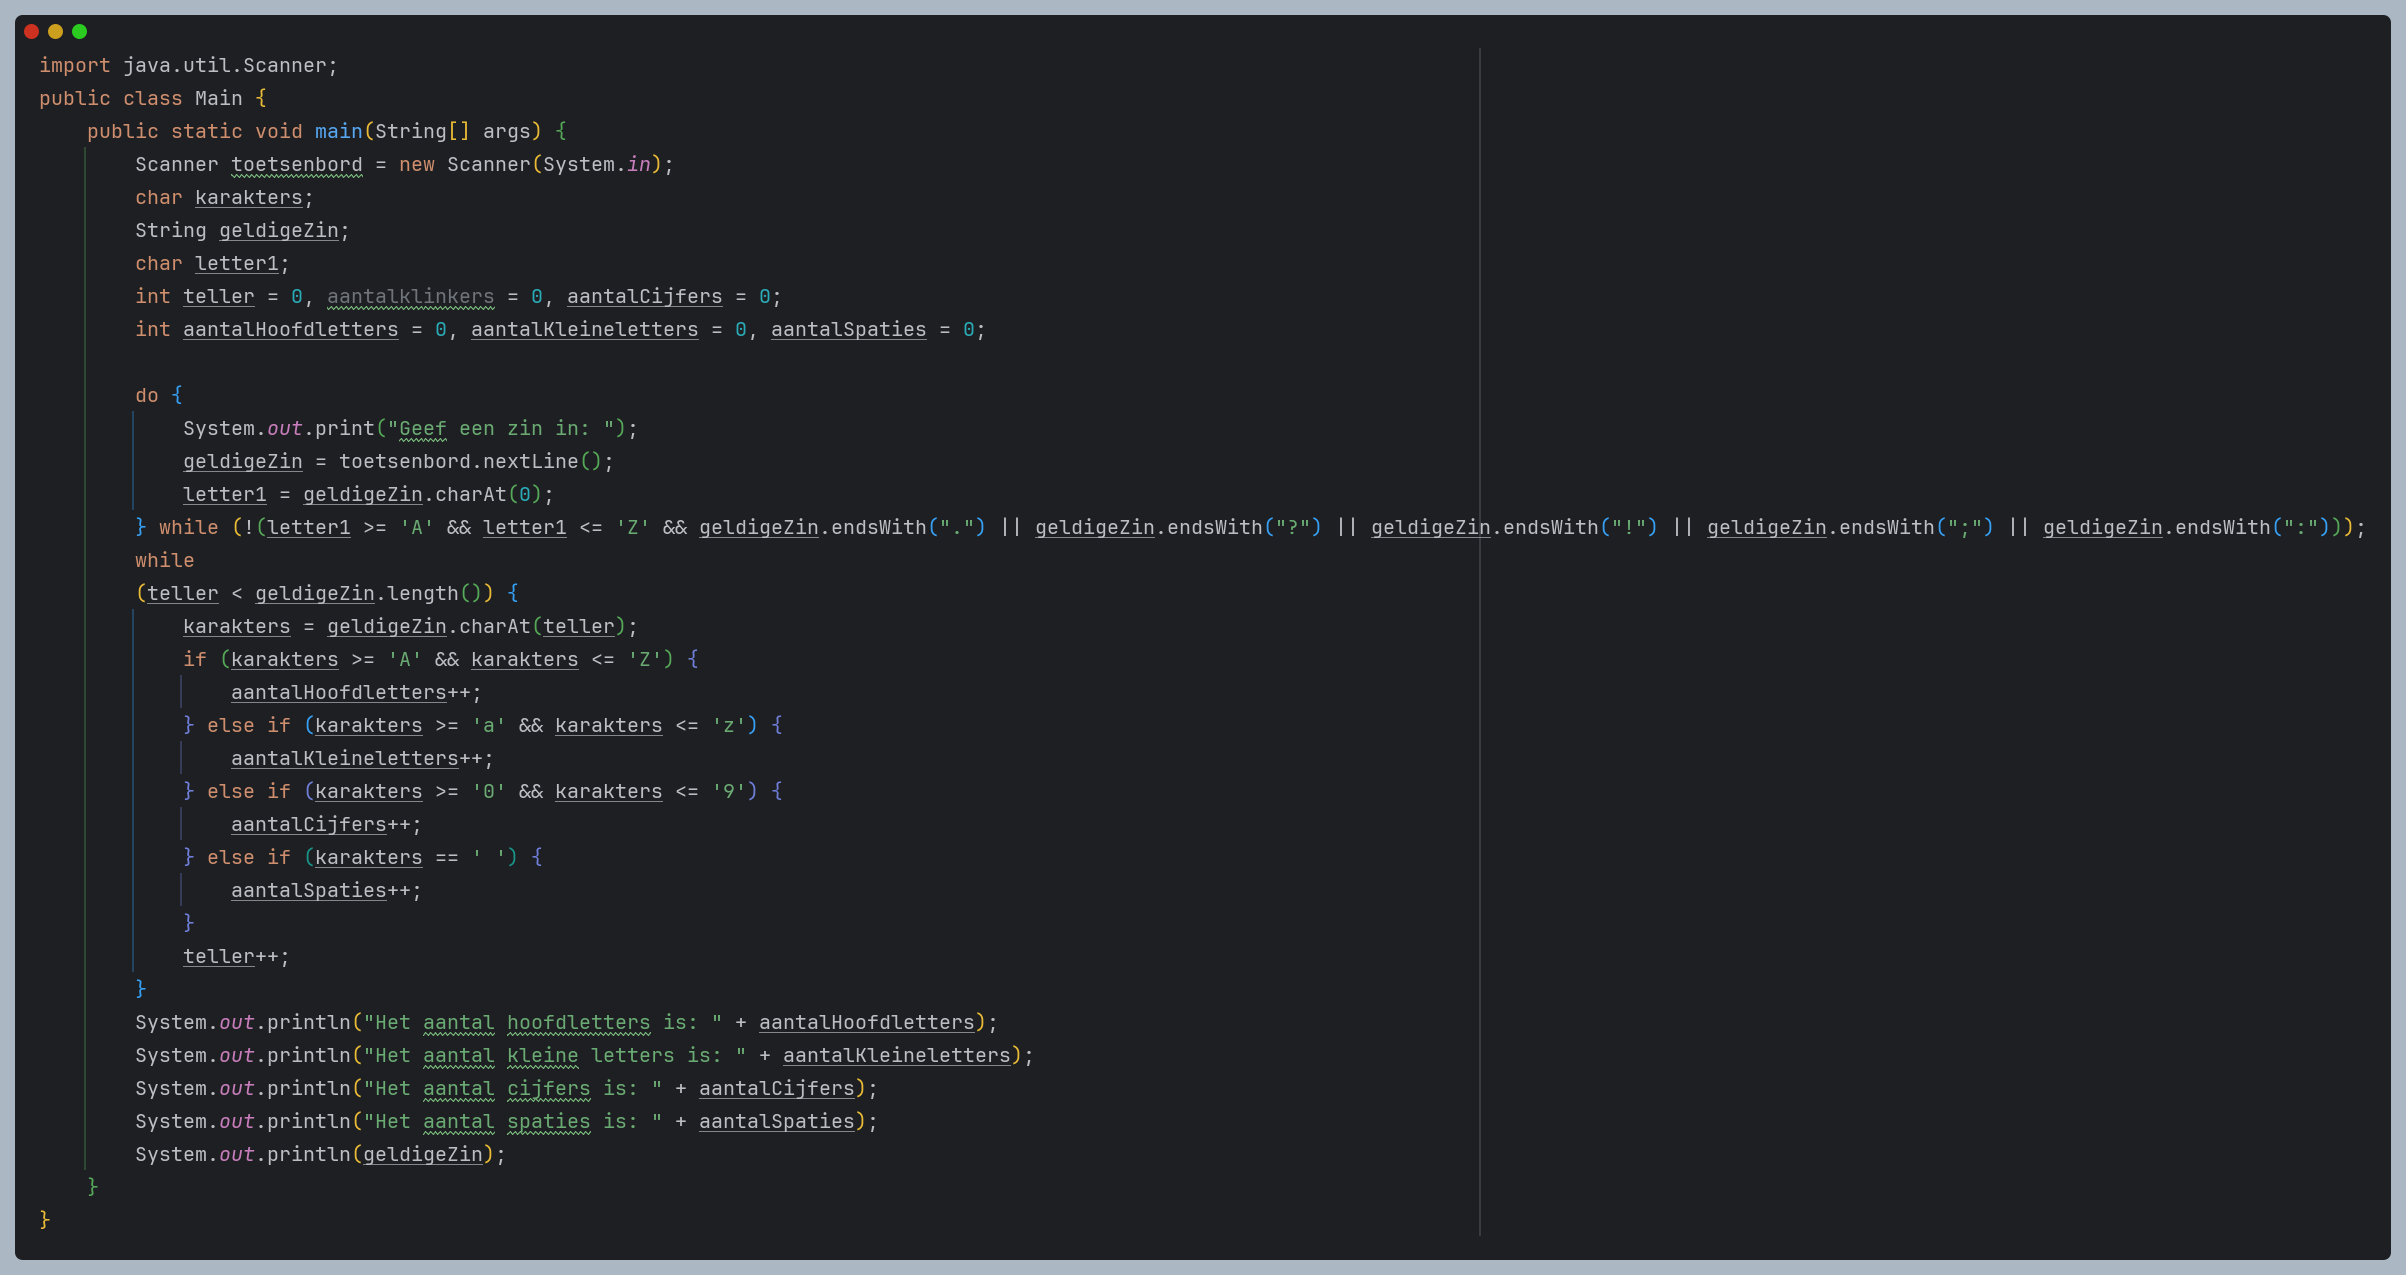 import java.util.Scanner;
public class Main {
    public static void main(String[] args) {
        Scanner toetsenbord = new Scanner(System.in);
        char karakters;
        String geldigeZin;
        char letter1;
        int teller = 0, aantalklinkers = 0, aantalCijfers = 0;
        int aantalHoofdletters = 0, aantalKleineletters = 0, aantalSpaties = 0;

        do {
            System.out.print("Geef een zin in: ");
            geldigeZin = toetsenbord.nextLine();
            letter1 = geldigeZin.charAt(0);
        } while (!(letter1 >= 'A' && letter1 <= 'Z' && geldigeZin.endsWith(".") || geldigeZin.endsWith("?") || geldigeZin.endsWith("!") || geldigeZin.endsWith(";") || geldigeZin.endsWith(":")));
        while
        (teller < geldigeZin.length()) {
            karakters = geldigeZin.charAt(teller);
            if (karakters >= 'A' && karakters <= 'Z') {
                aantalHoofdletters++;
            } else if (karakters >= 'a' && karakters <= 'z') {
                aantalKleineletters++;
            } else if (karakters >= '0' && karakters <= '9') {
                aantalCijfers++;
            } else if (karakters == ' ') {
                aantalSpaties++;
            }
            teller++;
        }
        System.out.println("Het aantal hoofdletters is: " + aantalHoofdletters);
        System.out.println("Het aantal kleine letters is: " + aantalKleineletters);
        System.out.println("Het aantal cijfers is: " + aantalCijfers);
        System.out.println("Het aantal spaties is: " + aantalSpaties);
        System.out.println(geldigeZin);
    }
}